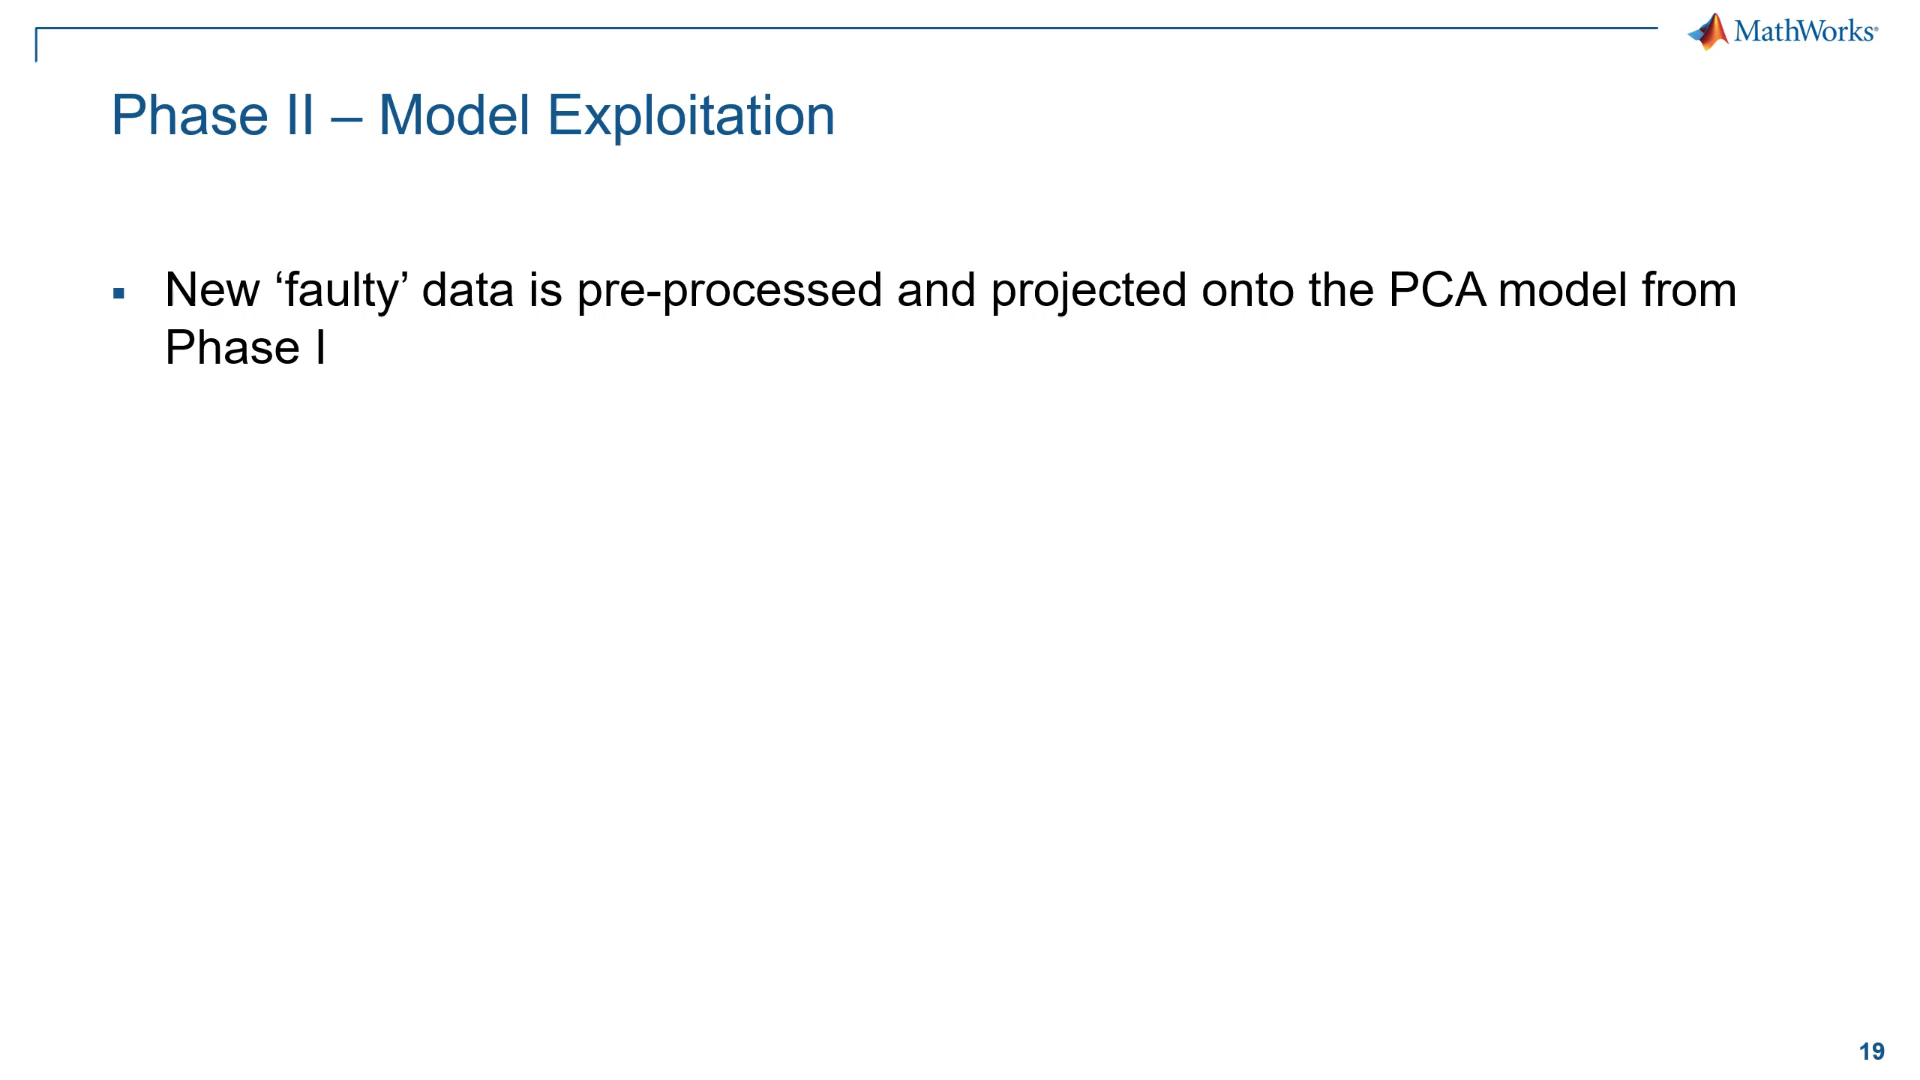 MathWorks®
Phase II – Model Exploitation
▪ New ‘faulty’ data is pre-processed and projected onto the PCA model from
Phase I
19